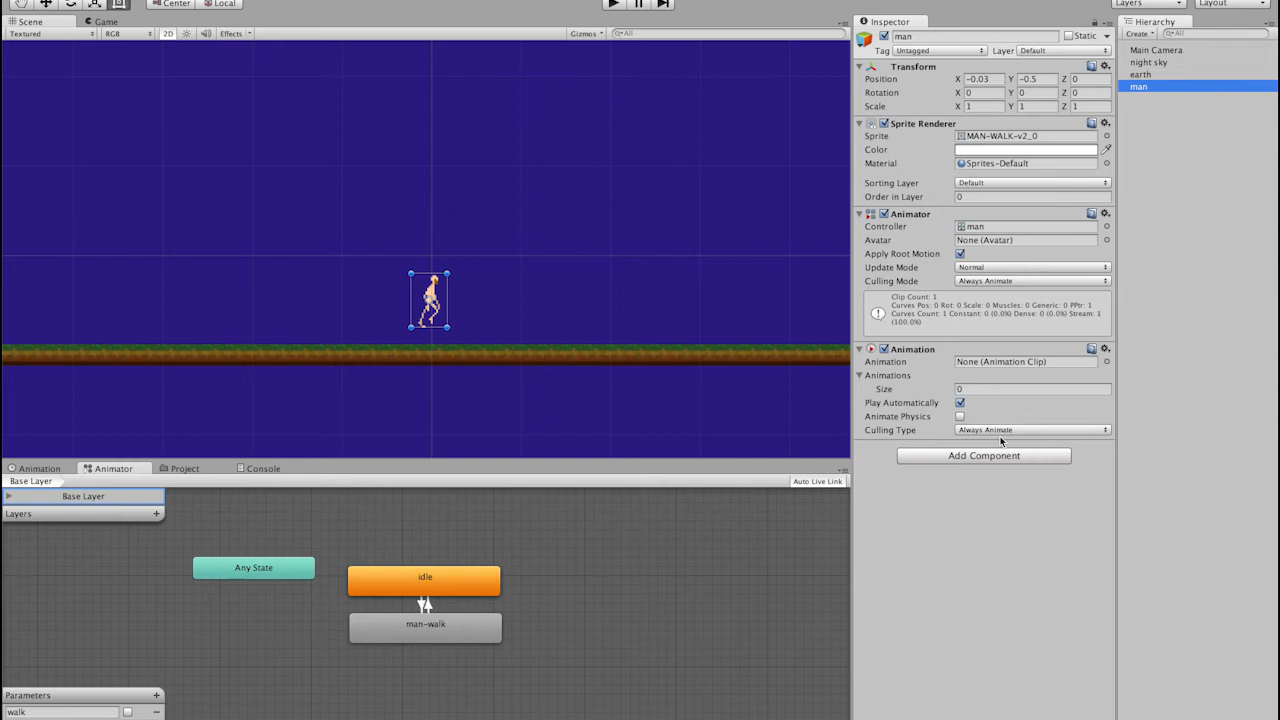 Center
Local
Layers
Layout
Scene
Game
Textured
RGB
2D
Effects
Gizmos
All
Inspector
man
Static
Tag Untagged Layer Default
Transform
Position X -0.03 Y -0.5 Z 0
Rotation X 0 Y 0 Z 0
Scale X 1 Y 1 Z 1
Sprite Renderer
Sprite MAN-WALK-v2_0
Color
Material Sprites-Default
Sorting Layer Default
Order in Layer 0
Animator
Controller man
Avatar None (Avatar)
Apply Root Motion
Update Mode Normal
Culling Mode Always Animate
Clip Count: 1
Curves Pos: 0 Rot: 0 Scale: 0 Muscles: 0 Generic: 0 PPtr: 1
Curves Count: 1 Constant: 0 (0.0%) Dense: 0 (0.0%) Stream: 1
(100.0%)
Animation
Animation None (Animation Clip)
Animations
Size 0
Play Automatically
Animate Physics
Culling Type Always Animate
Add Component
Hierarchy
Create All
Main Camera
night sky
earth
man
Animation
Animator
Project
Console
Base Layer
Auto Live Link
Base Layer
Layers +
Any State
idle
man-walk
Parameters +
walk